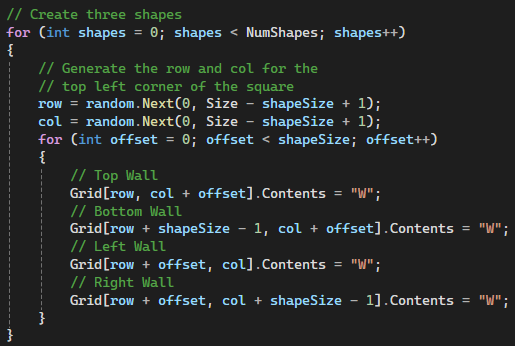 // Create three shapes
for (int shapes = 0; shapes < NumShapes; shapes++)
{
    // Generate the row and col for the
    // top left corner of the square
    row = random.Next(0, Size - shapeSize + 1);
    col = random.Next(0, Size - shapeSize + 1);
    for (int offset = 0; offset < shapeSize; offset++)
    {
        // Top Wall
        Grid[row, col + offset].Contents = "W";
        // Bottom Wall
        Grid[row + shapeSize - 1, col + offset].Contents = "W";
        // Left Wall
        Grid[row + offset, col].Contents = "W";
        // Right Wall
        Grid[row + offset, col + shapeSize - 1].Contents = "W";
    }
}